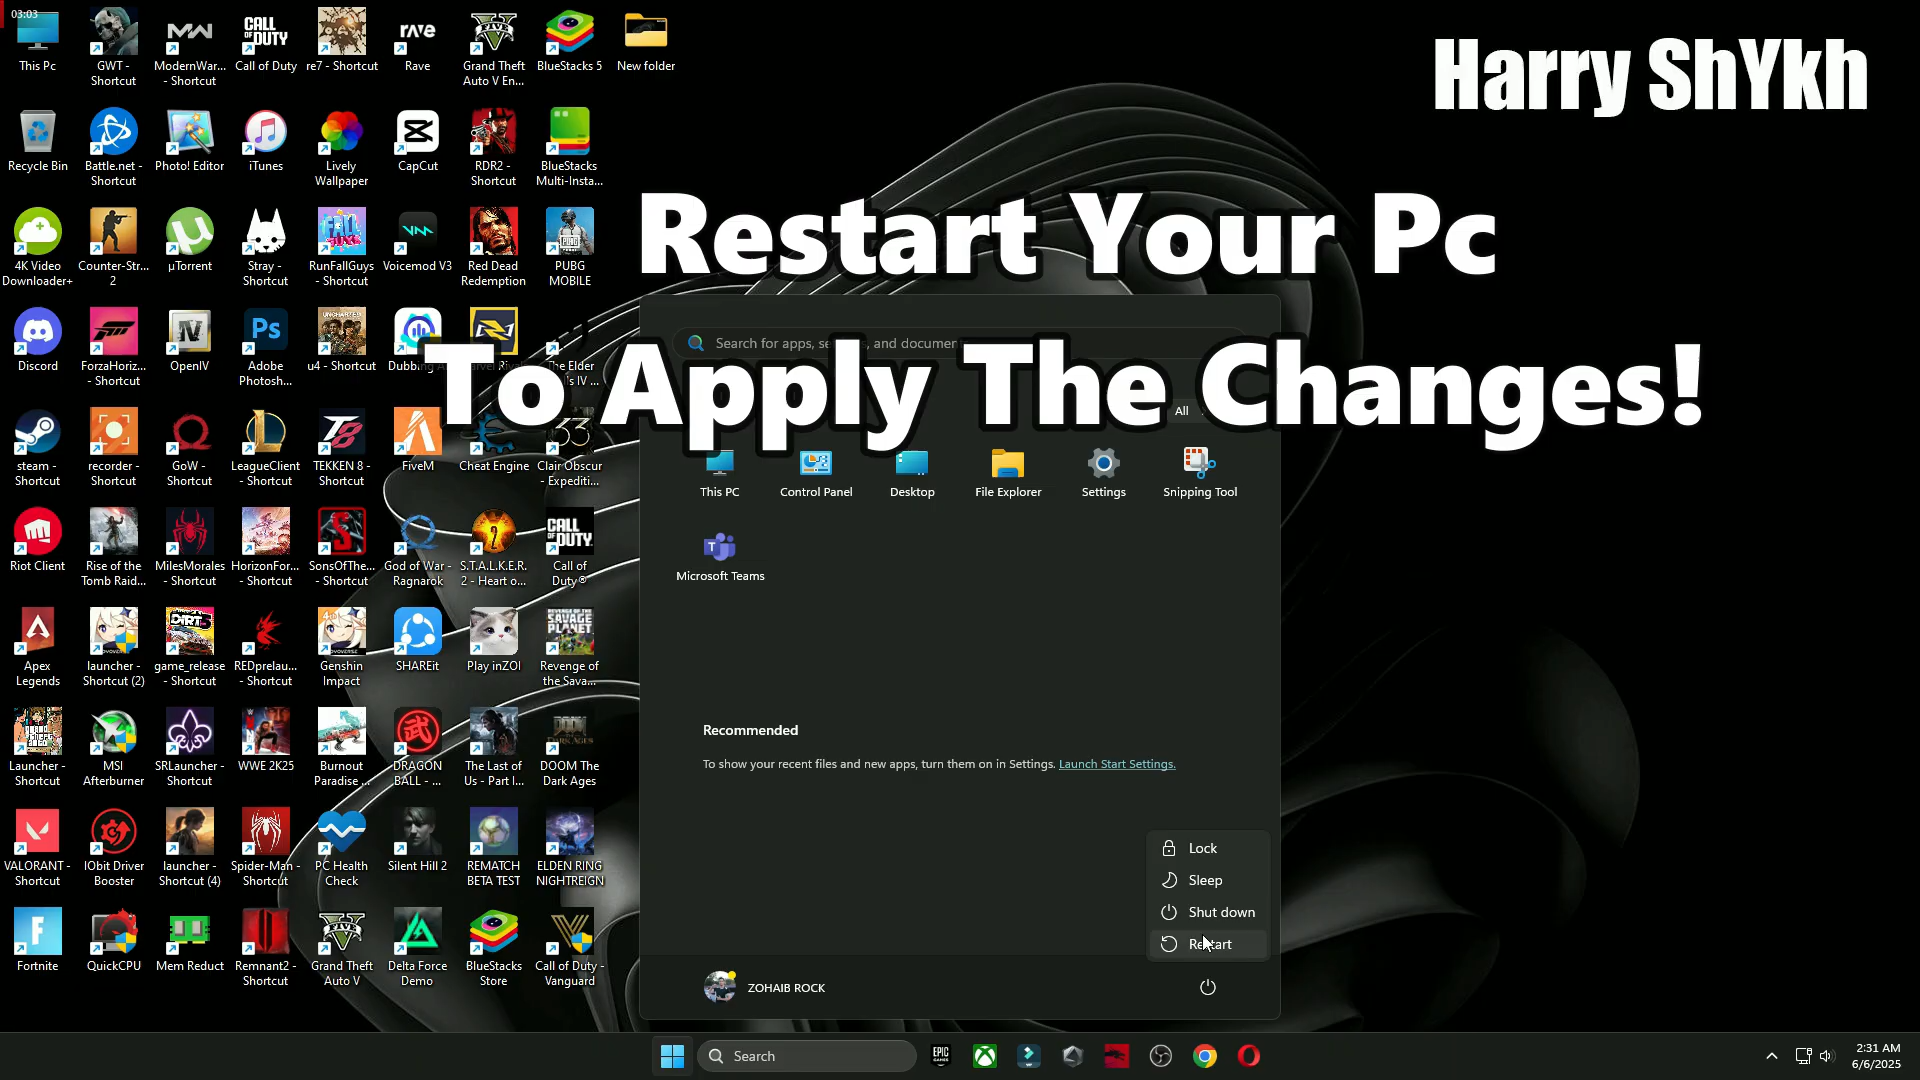 03:03
Harry ShYkh
Restart Your Pc
To Apply The Changes!
This Pc
GWT -
Shortcut
ModernWar...
- Shortcut
Call of Duty
re7 - Shortcut
Rave
Grand Theft
Auto V En...
BlueStacks 5
New folder
Recycle Bin
Battle.net -
Shortcut
Photo! Editor
iTunes
Lively
Wallpaper
CapCut
RDR2 -
Shortcut
BlueStacks
Multi-Insta...
4K Video
Downloader+
Counter-Str...
2
µTorrent
Stray -
Shortcut
RunFallGuys
- Shortcut
Voicemod V3
Red Dead
Redemption
PUBG
MOBILE
Discord
ForzaHoriz...
- Shortcut
OpenIV
Adobe
Photosh...
u4 - Shortcut
Dubbing
The Elder
steam -
Shortcut
recorder -
Shortcut
GoW -
Shortcut
LeagueClient
- Shortcut
TEKKEN 8 -
Shortcut
FiveM
Cheat Engine
Clair Obscur
- Expediti...
Riot Client
Rise of the
Tomb Raid...
MilesMorales
- Shortcut
HorizonFor...
- Shortcut
SonsOfThe...
- Shortcut
God of War -
Ragnarok
S.T.A.L.K.E.R.
2 - Heart o...
Call of
Duty®
Apex
Legends
launcher -
Shortcut (2)
game_release
- Shortcut
REDprelau...
- Shortcut
Genshin
Impact
SHAREit
Play inZOI
Revenge of
the Sava...
Launcher -
Shortcut
MSI
Afterburner
SRLauncher -
Shortcut
WWE 2K25
Burnout
Paradise ...
DRAGON
BALL - ...
The Last of
Us - Part I...
DOOM The
Dark Ages
VALORANT -
Shortcut
IObit Driver
Booster
launcher -
Shortcut (4)
Spider-Man -
Shortcut
PC Health
Check
Silent Hill 2
REMATCH
BETA TEST
ELDEN RING
NIGHTREIGN
Fortnite
QuickCPU
Mem Reduct
Remnant2 -
Shortcut
Grand Theft
Auto V
Delta Force
Demo
BlueStacks
Store
Call of Duty -
Vanguard
Search for apps, and document
All
This PC
Control Panel
Desktop
File Explorer
Settings
Snipping Tool
Microsoft Teams
Recommended
To show your recent files and new apps, turn them on in Settings. Launch Start Settings.
Lock
Sleep
Shut down
Restart
ZOHAIB ROCK
Search
2:31 AM
6/6/2025